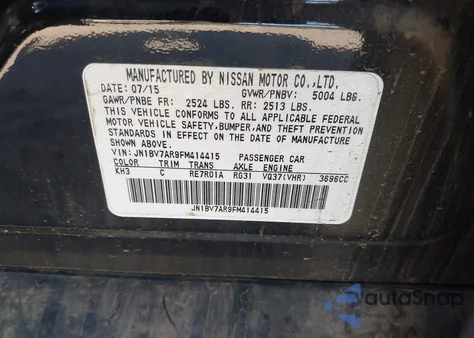 MANUFACTURED BY NISSAN MOTOR CO.,LTD.
DATE: 07/15 GVWR/PNBV: 5004 LBS.
GAWR/PNBE FR: 2524 LBS. RR: 2513 LBS.
THIS VEHICLE CONFORMS TO ALL APPLICABLE FEDERAL
MOTOR VEHICLE SAFETY,BUMPER,AND THEFT PREVENTION
STANDARDS IN EFFECT ON THE DATE OF MANUFACTURE
SHOWN ABOVE.
VIN: JN1BV7AR9FM414415 PASSENGER CAR
COLOR TRIM TRANS AXLE ENGINE
KH3 C RE7R01A RG31 VQ37(VHR) 3696CC
JN1BV7AR9FM414415
autaSnap